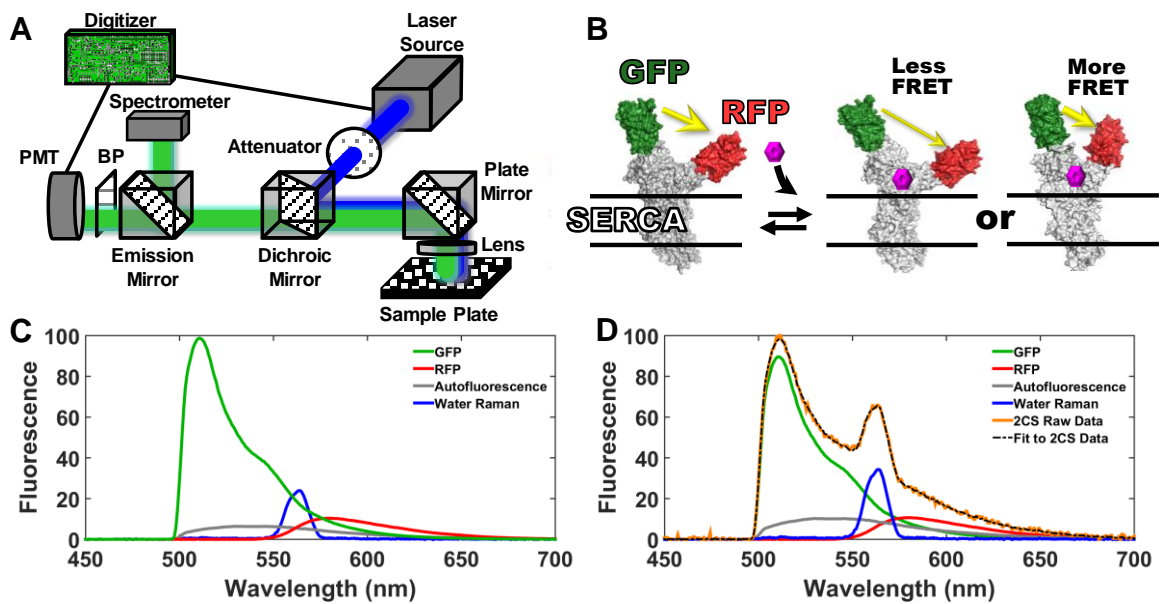 A
Digitizer
Laser
Source
Spectrometer
Attenuator
PMT
BP
Plate
Mirror
Lens
Emission
Mirror
Dichroic
Mirror
Sample Plate
B
GFP
RFP
Less
FRET
More
FRET
SERCA
or
C
100
80
60
40
20
0
Fluorescence
450 500 550 600 650 700
Wavelength (nm)
GFP
RFP
Autofluorescence
Water Raman
D
100
80
60
40
20
0
Fluorescence
450 500 550 600 650 700
Wavelength (nm)
GFP
RFP
Autofluorescence
Water Raman
2CS Raw Data
Fit to 2CS Data